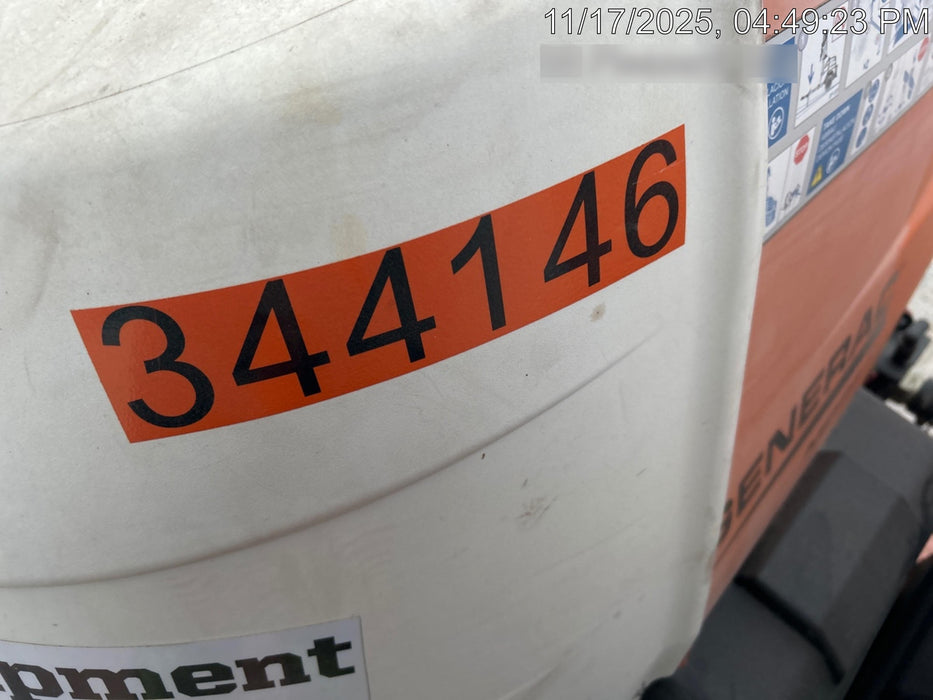 11/17/2025, 04:49:23 PM
344146
GENERAC
pment